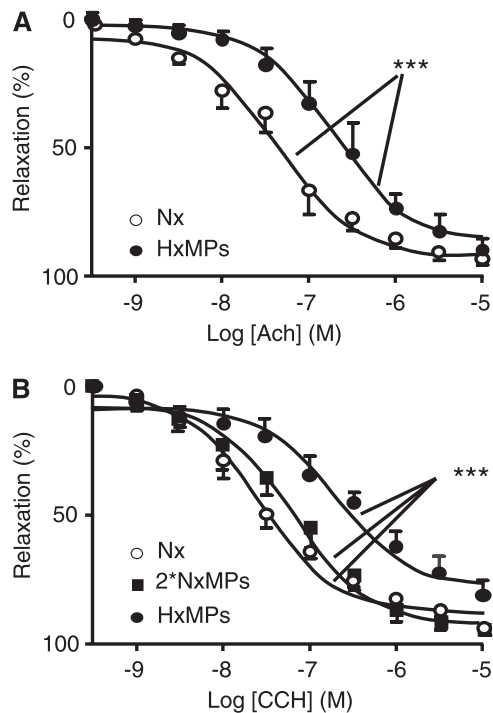 A
Relaxation (%)
0
50
100
***
Nx
HxMPs
-9 -8 -7 -6 -5
Log [Ach] (M)
B
Relaxation (%)
0
50
100
***
Nx
2*NxMPs
HxMPs
-9 -8 -7 -6 -5
Log [CCH] (M)